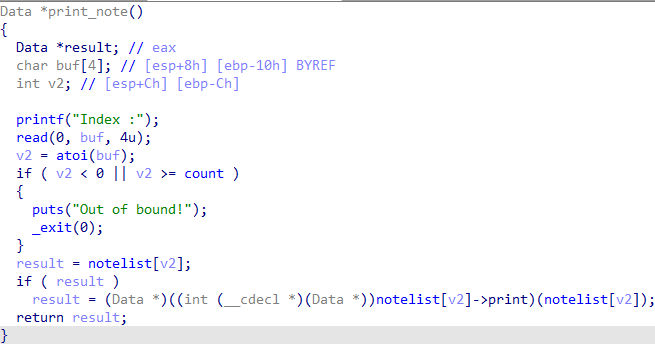 Data *print_note()
{
  Data *result; // eax
  char buf[4]; // [esp+8h] [ebp-10h] BYREF
  int v2; // [esp+Ch] [ebp-Ch]

  printf("Index :");
  read(0, buf, 4u);
  v2 = atoi(buf);
  if ( v2 < 0 || v2 >= count )
  {
    puts("Out of bound!");
    _exit(0);
  }
  result = notelist[v2];
  if ( result )
    result = (Data *)((int (__cdecl *)(Data *))notelist[v2]->print)(notelist[v2]);
  return result;
}